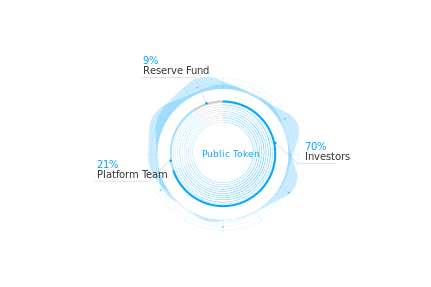 9%
Reserve Fund
70%
Investors
Public Token
21%
Platform Team